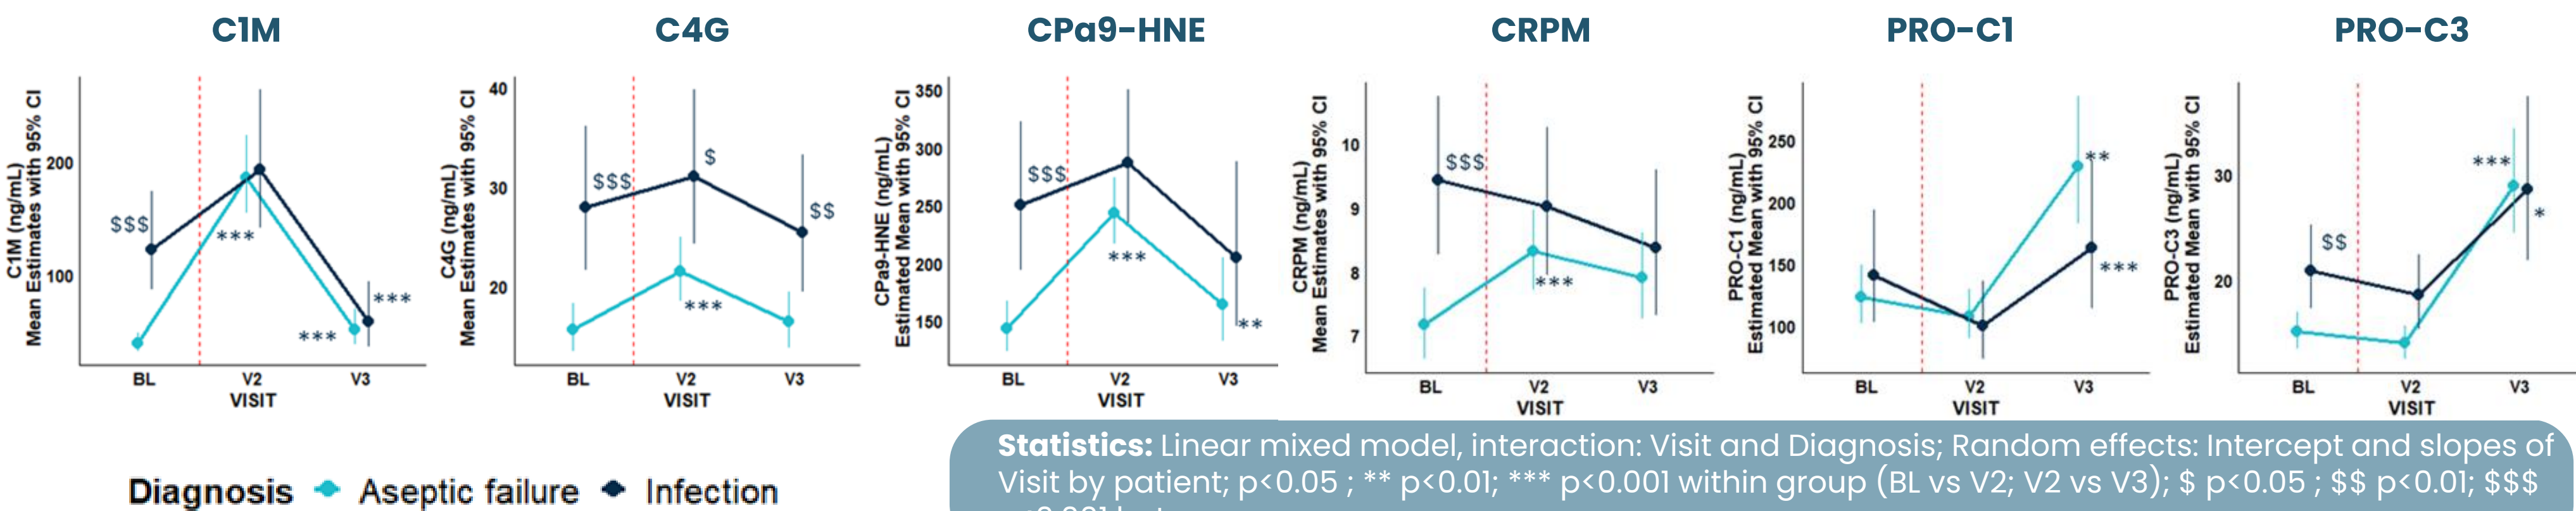 C1M
C4G
CPa9-HNE
CRPM
PRO-C1
PRO-C3
C1M (ng/mL)
Mean Estimates with 95% CI
200
100
$$$
***
***
***
BL
V2
V3
VISIT
C4G (ng/mL)
Mean Estimates with 95% CI
40
30
20
$$$
$
***
$$
BL
V2
V3
VISIT
CPa9-HNE (ng/mL)
Estimated Mean with 95% CI
350
300
250
200
150
$$$
***
**
BL
V2
V3
VISIT
CRPM (ng/mL)
Mean Estimates with 95% CI
10
9
8
7
$$$
***
BL
V2
V3
VISIT
PRO-C1 (ng/mL)
Estimated Mean with 95% CI
250
200
150
100
**
***
BL
V2
V3
VISIT
PRO-C3 (ng/mL)
Estimated Mean with 95% CI
30
20
$$
***
*
BL
V2
V3
VISIT
Diagnosis Aseptic failure Infection
Statistics: Linear mixed model, interaction: Visit and Diagnosis; Random effects: Intercept and slopes of
Visit by patient; p<0.05 ; ** p<0.01; *** p<0.001 within group (BL vs V2; V2 vs V3); $ p<0.05 ; $$ p<0.01; $$$